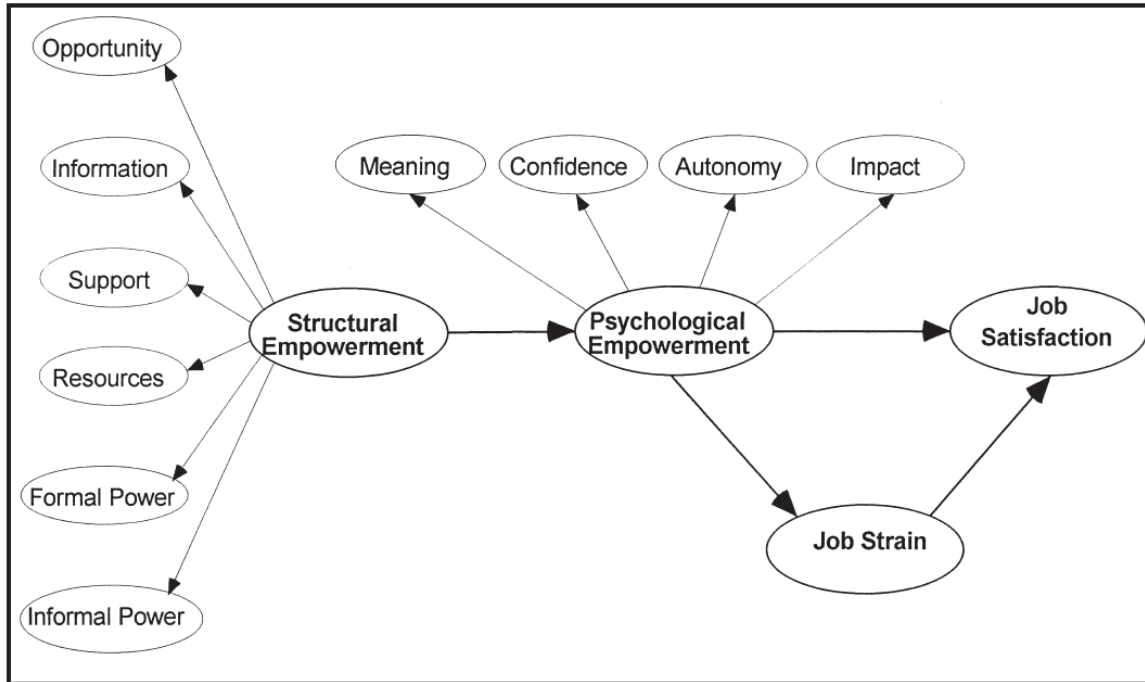 Opportunity
Information
Support
Resources
Formal Power
Informal Power
Structural
Empowerment
Meaning
Confidence
Autonomy
Impact
Psychological
Empowerment
Job
Satisfaction
Job Strain